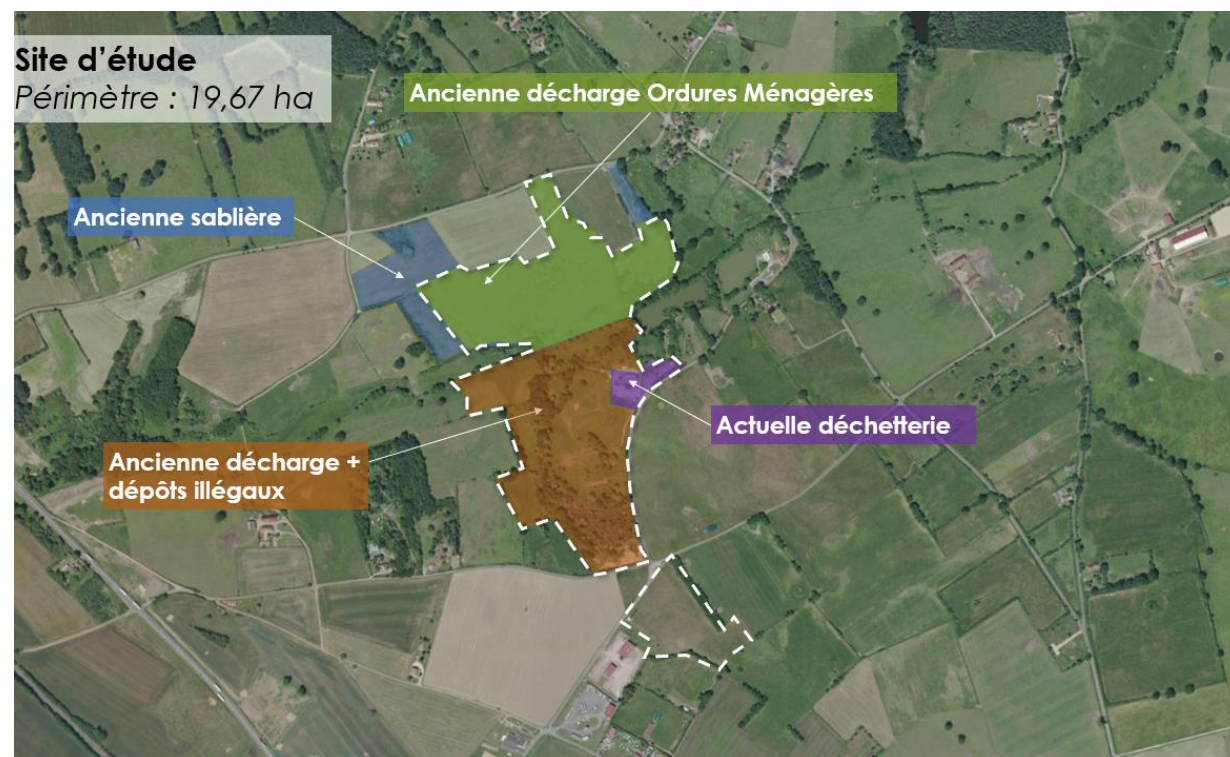 Site d’étude
Périmètre : 19,67 ha
Ancienne décharge Ordures Ménagères
Ancienne sablière
Actuelle déchetterie
Ancienne décharge +
dépôts illégaux